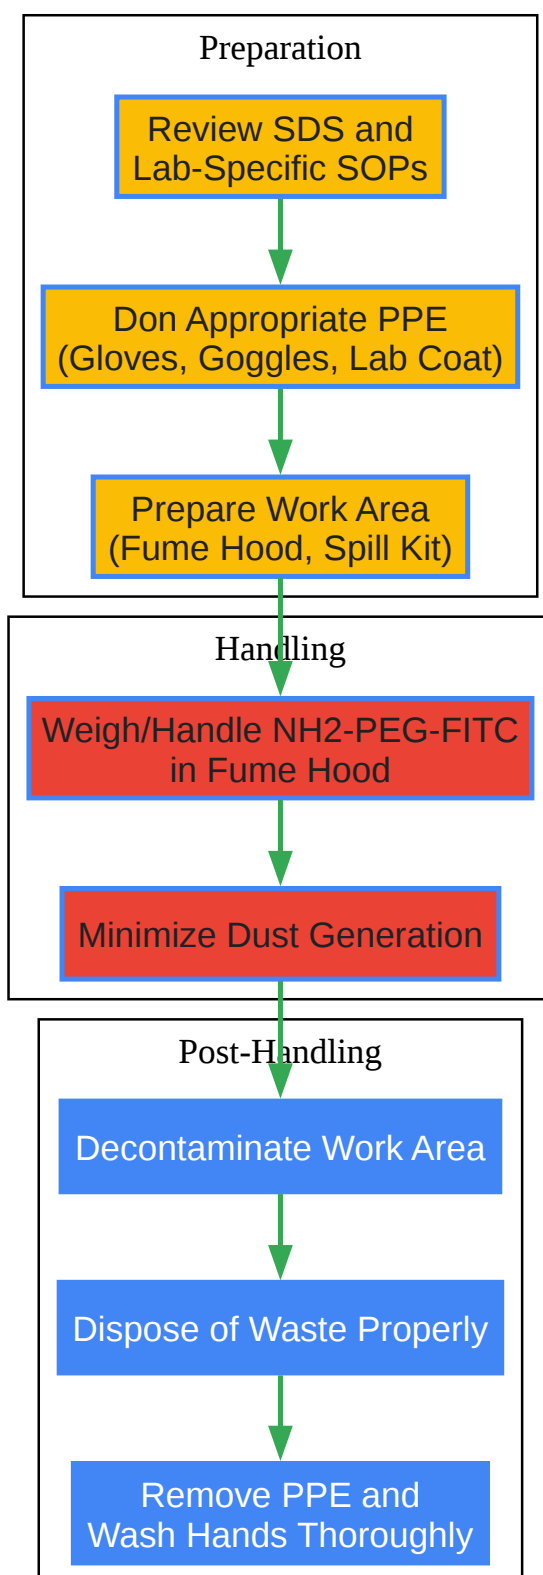 Preparation
Review SDS and
Lab-Specific SOPs
Don Appropriate PPE
(Gloves, Goggles, Lab Coat)
Prepare Work Area
(Fume Hood, Spill Kit)
Handling
Weigh/Handle NH2-PEG-FITC
in Fume Hood
Minimize Dust Generation
Post-Handling
Decontaminate Work Area
Dispose of Waste Properly
Remove PPE and
Wash Hands Thoroughly